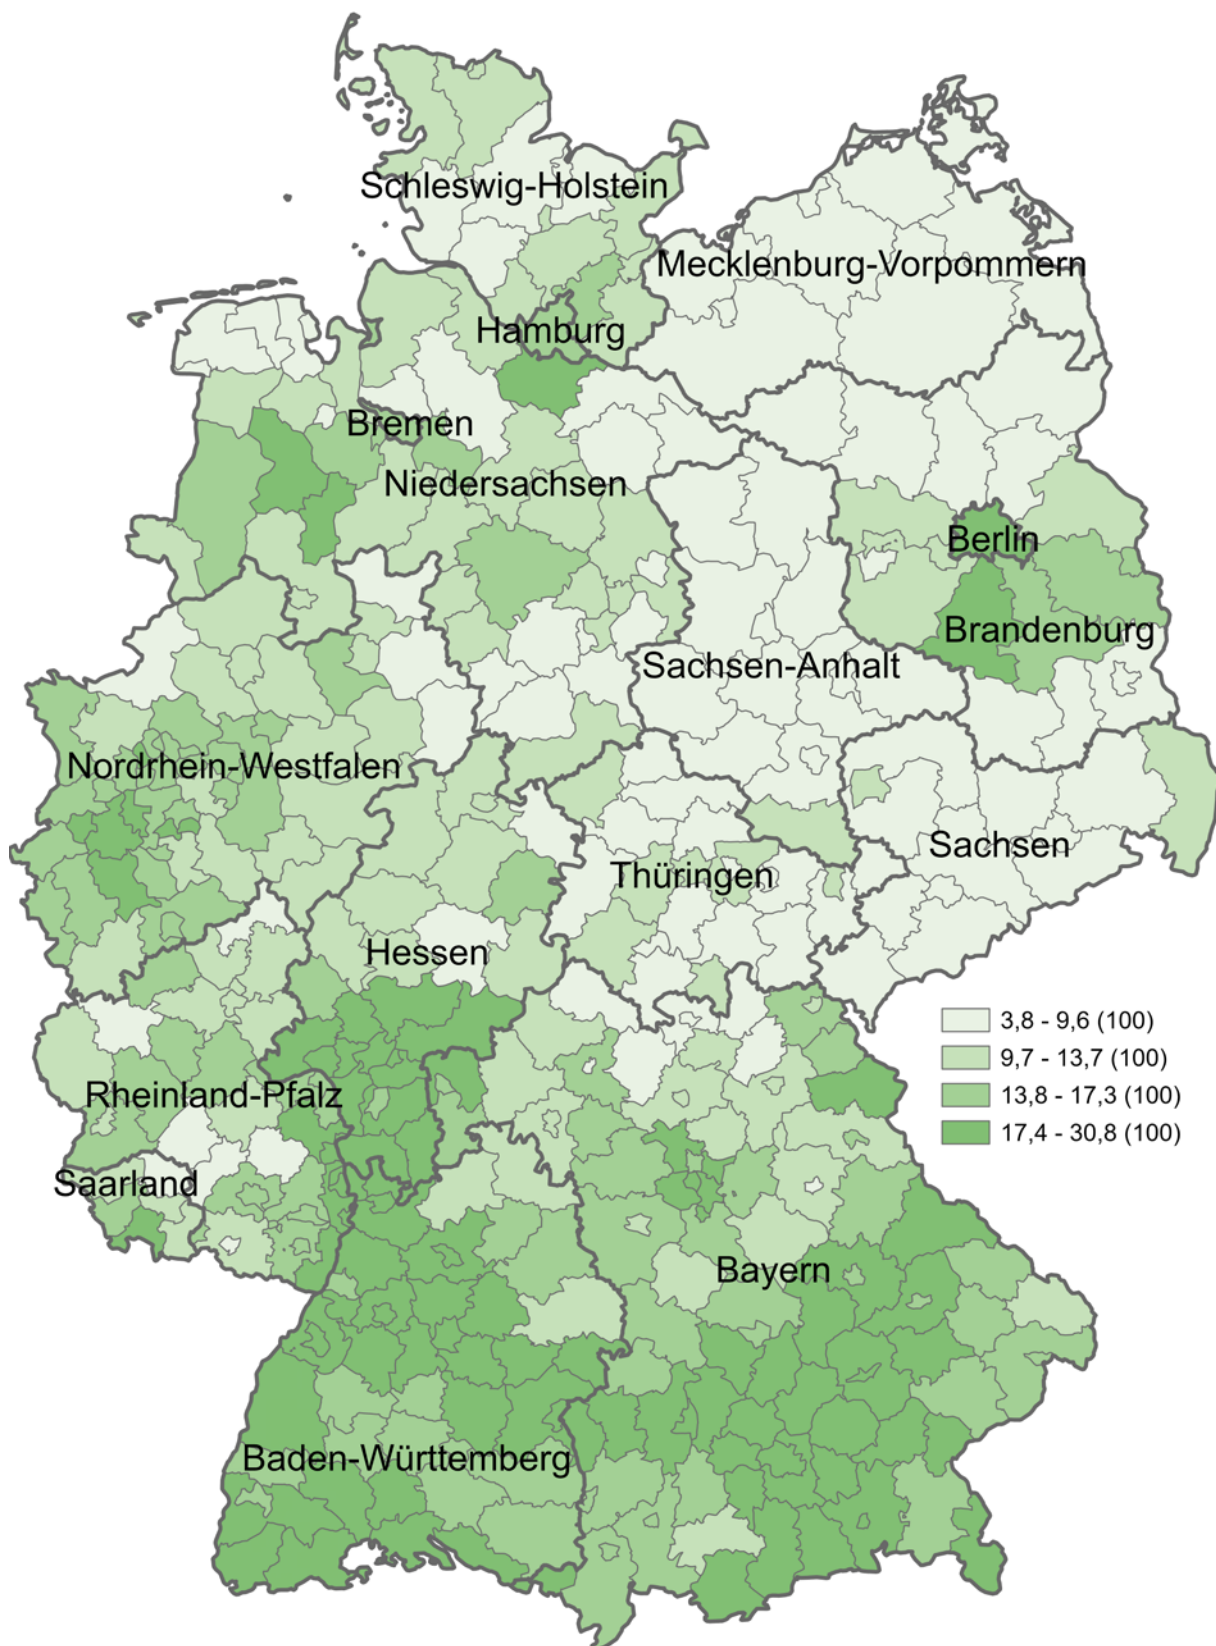 Schleswig-Holstein
Mecklenburg-Vorpommern
Hamburg
Bremen
Niedersachsen
Berlin
Brandenburg
Sachsen-Anhalt
Nordrhein-Westfalen
Sachsen
Thüringen
Hessen
3,8 - 9,6 (100)
9,7 - 13,7 (100)
13,8 - 17,3 (100)
17,4 - 30,8 (100)
Rheinland-Pfalz
Saarland
Bayern
Baden-Württemberg